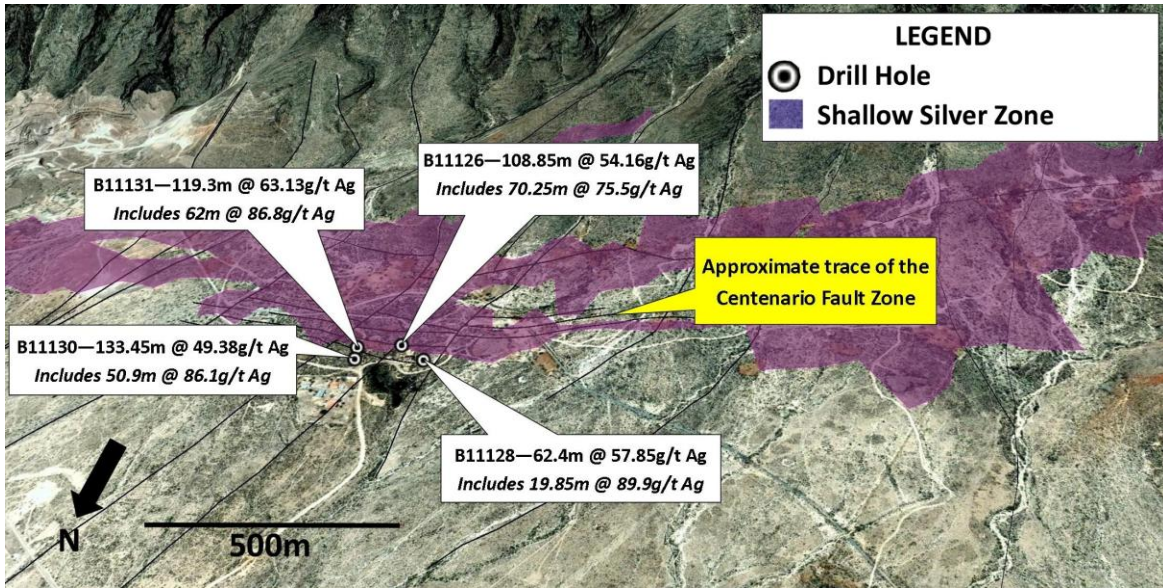 LEGEND
Drill Hole
Shallow Silver Zone
B11126—108.85m @ 54.16g/t Ag
Includes 70.25m @ 75.5g/t Ag
B11131—119.3m @ 63.13g/t Ag
Includes 62m @ 86.8g/t Ag
Approximate trace of the
Centenario Fault Zone
B11130—133.45m @ 49.38g/t Ag
Includes 50.9m @ 86.1g/t Ag
B11128—62.4m @ 57.85g/t Ag
Includes 19.85m @ 89.9g/t Ag
N
500m